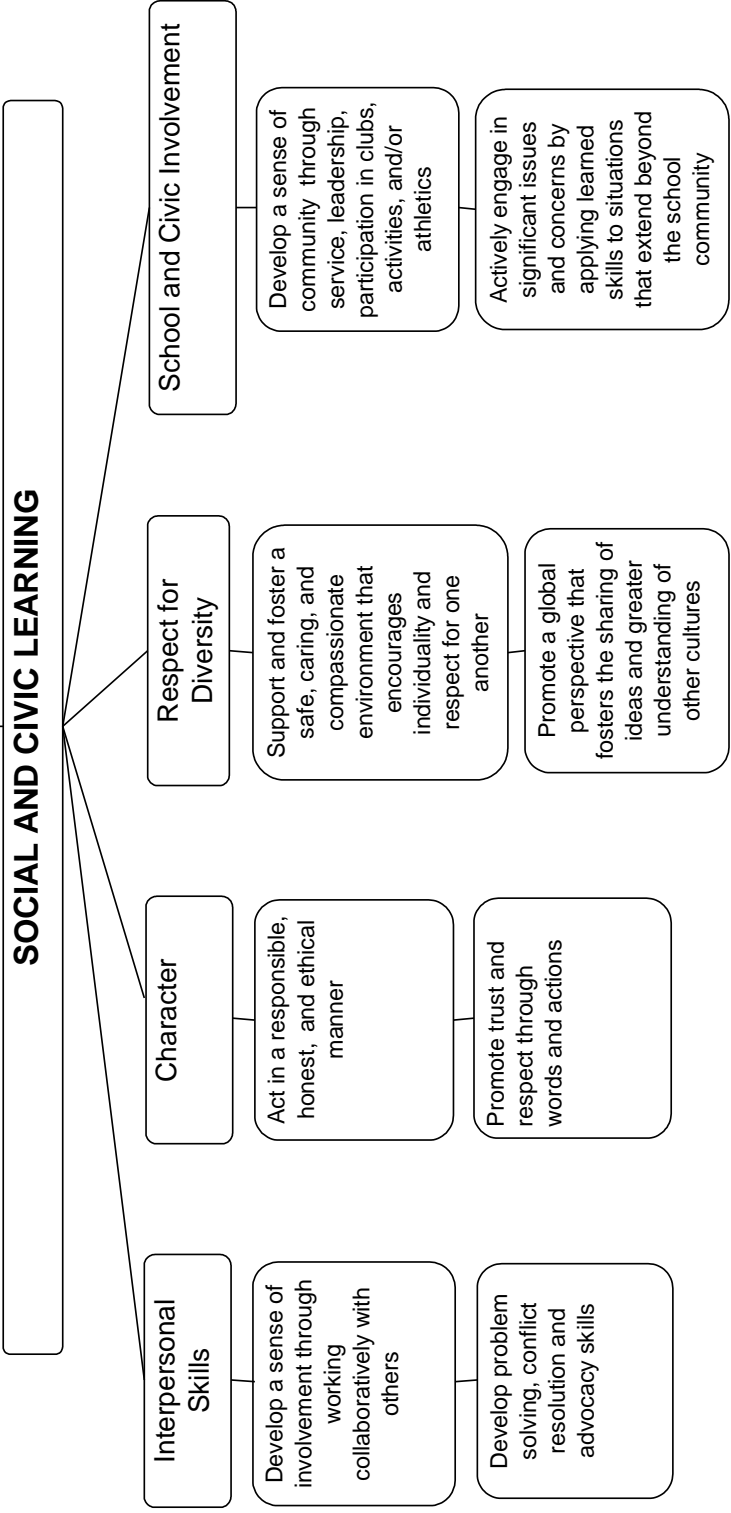 SOCIAL AND CIVIC LEARNING
Interpersonal
Skills
Develop a sense of
involvement through
working
collaboratively with
others
Develop problem
solving, conflict
resolution and
advocacy skills
Character
Act in a responsible,
honest, and ethical
manner
Promote trust and
respect through
words and actions
Respect for
Diversity
Support and foster a
safe, caring, and
compassionate
environment that
encourages
individuality and
respect for one
another
Promote a global
perspective that
fosters the sharing of
ideas and greater
understanding of
other cultures
School and Civic Involvement
Develop a sense of
community through
service, leadership,
participation in clubs,
activities, and/or
athletics
Actively engage in
significant issues
and concerns by
applying learned
skills to situations
that extend beyond
the school
community